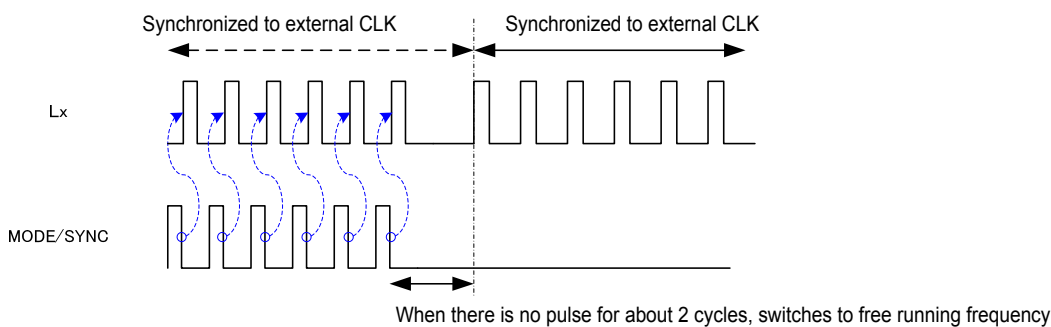 Synchronized to external CLK
Synchronized to external CLK
Lx
MODE/SYNC
When there is no pulse for about 2 cycles, switches to free running frequency